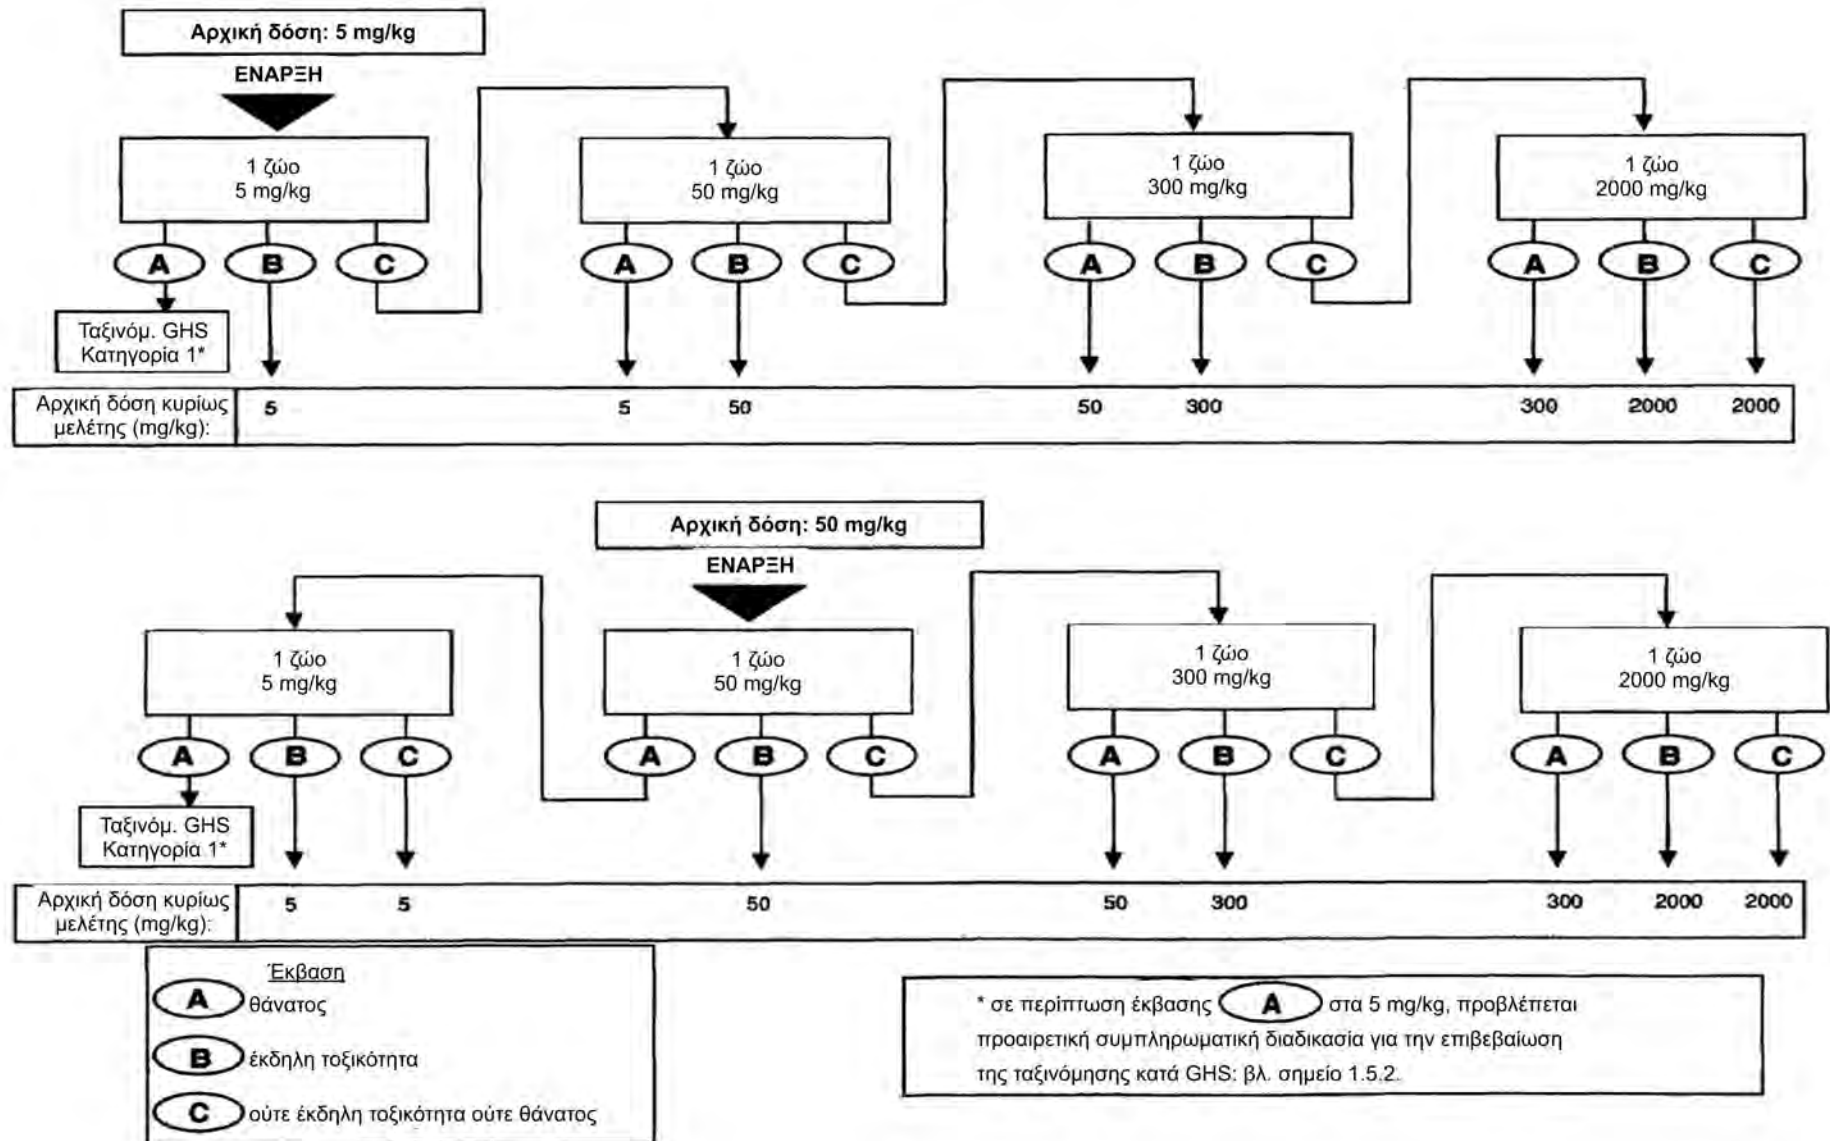 Αρχική δόση: 5 mg/kg
ΕΝΑΡΞΗ
1 ζώο
5 mg/kg
1 ζώο
50 mg/kg
1 ζώο
300 mg/kg
1 ζώο
2000 mg/kg
A B C A B C A B C A B C
Ταξινόμ. GHS
Κατηγορία 1*
Αρχική δόση κυρίως
μελέτης (mg/kg):
5 5 50 50 300 300 2000 2000
Αρχική δόση: 50 mg/kg
ΕΝΑΡΞΗ
1 ζώο
5 mg/kg
1 ζώο
50 mg/kg
1 ζώο
300 mg/kg
1 ζώο
2000 mg/kg
A B C A B C A B C A B C
Ταξινόμ. GHS
Κατηγορία 1*
Αρχική δόση κυρίως
μελέτης (mg/kg):
5 5 50 50 300 300 2000 2000
Έκβαση
A θάνατος
B έκδηλη τοξικότητα
C ούτε έκδηλη τοξικότητα ούτε θάνατος
* σε περίπτωση έκβασης A στα 5 mg/kg, προβλέπεται
προαιρετική συμπληρωματική διαδικασία για την επιβεβαίωση
της ταξινόμησης κατά GHS: βλ. σημείο 1.5.2.